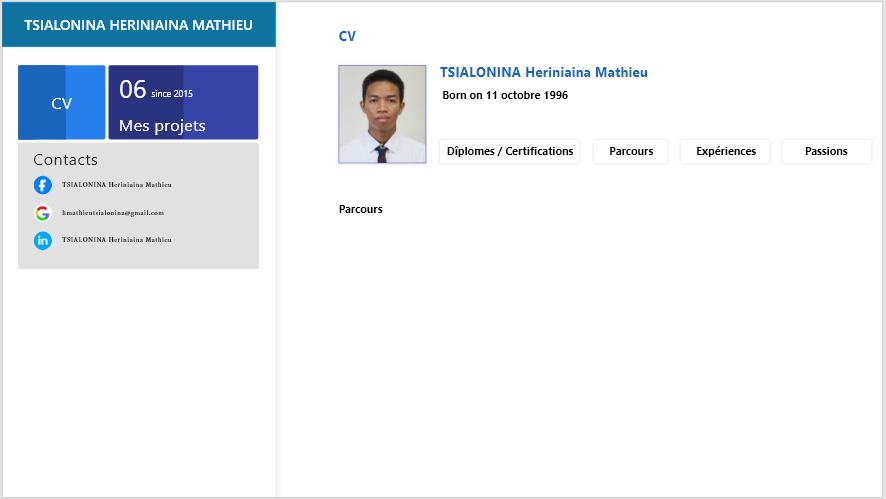 TSIALONINA HERINIAINA MATHIEU
CV
06 since 2015
Mes projets
Contacts
TSIALONINA Heriniaina Mathieu
hmathieutsialonina@gmail.com
TSIALONINA Heriniaina Mathieu
CV
TSIALONINA Heriniaina Mathieu
Born on 11 octobre 1996
Dîplomes / Certifications
Parcours
Expériences
Passions
Parcours